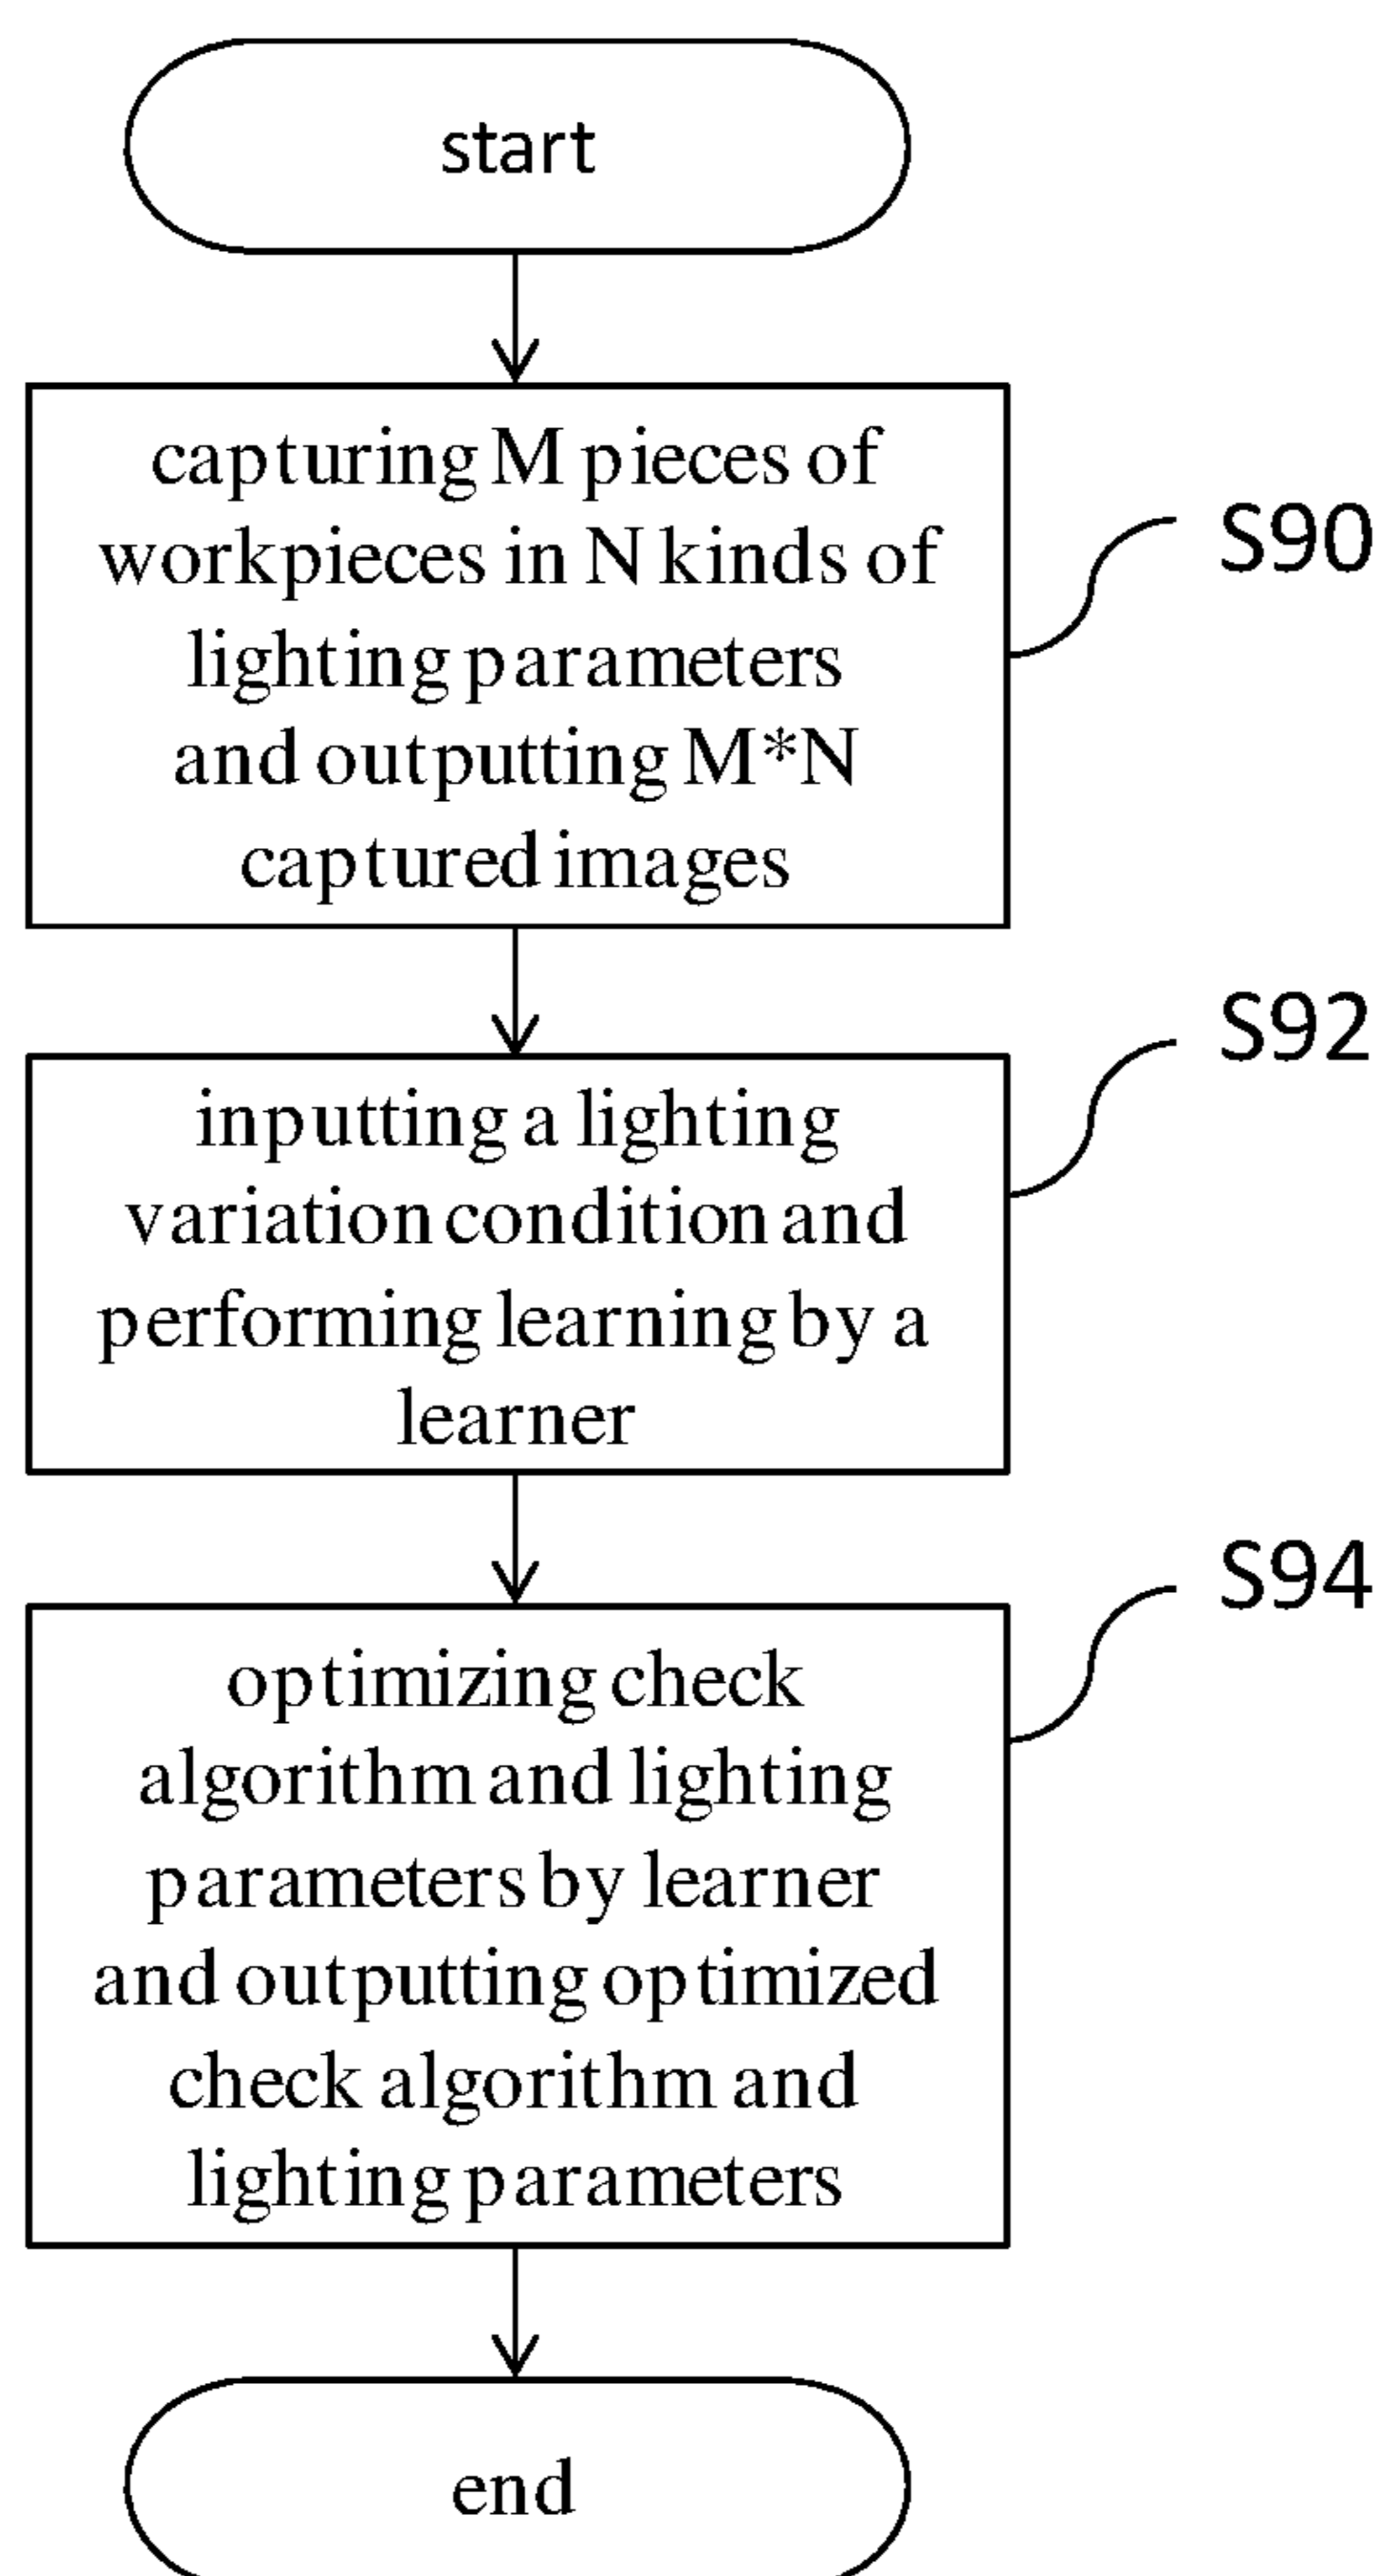 start
capturing M pieces of
workpieces in N kinds of
lighting parameters
and outputting M*N
captured images
S90
inputting a lighting
variation condition and
performing learning by a
learner
S92
optimizing check
algorithm and lighting
parameters by learner
and outputting optimized
check algorithm and
lighting parameters
S94
end